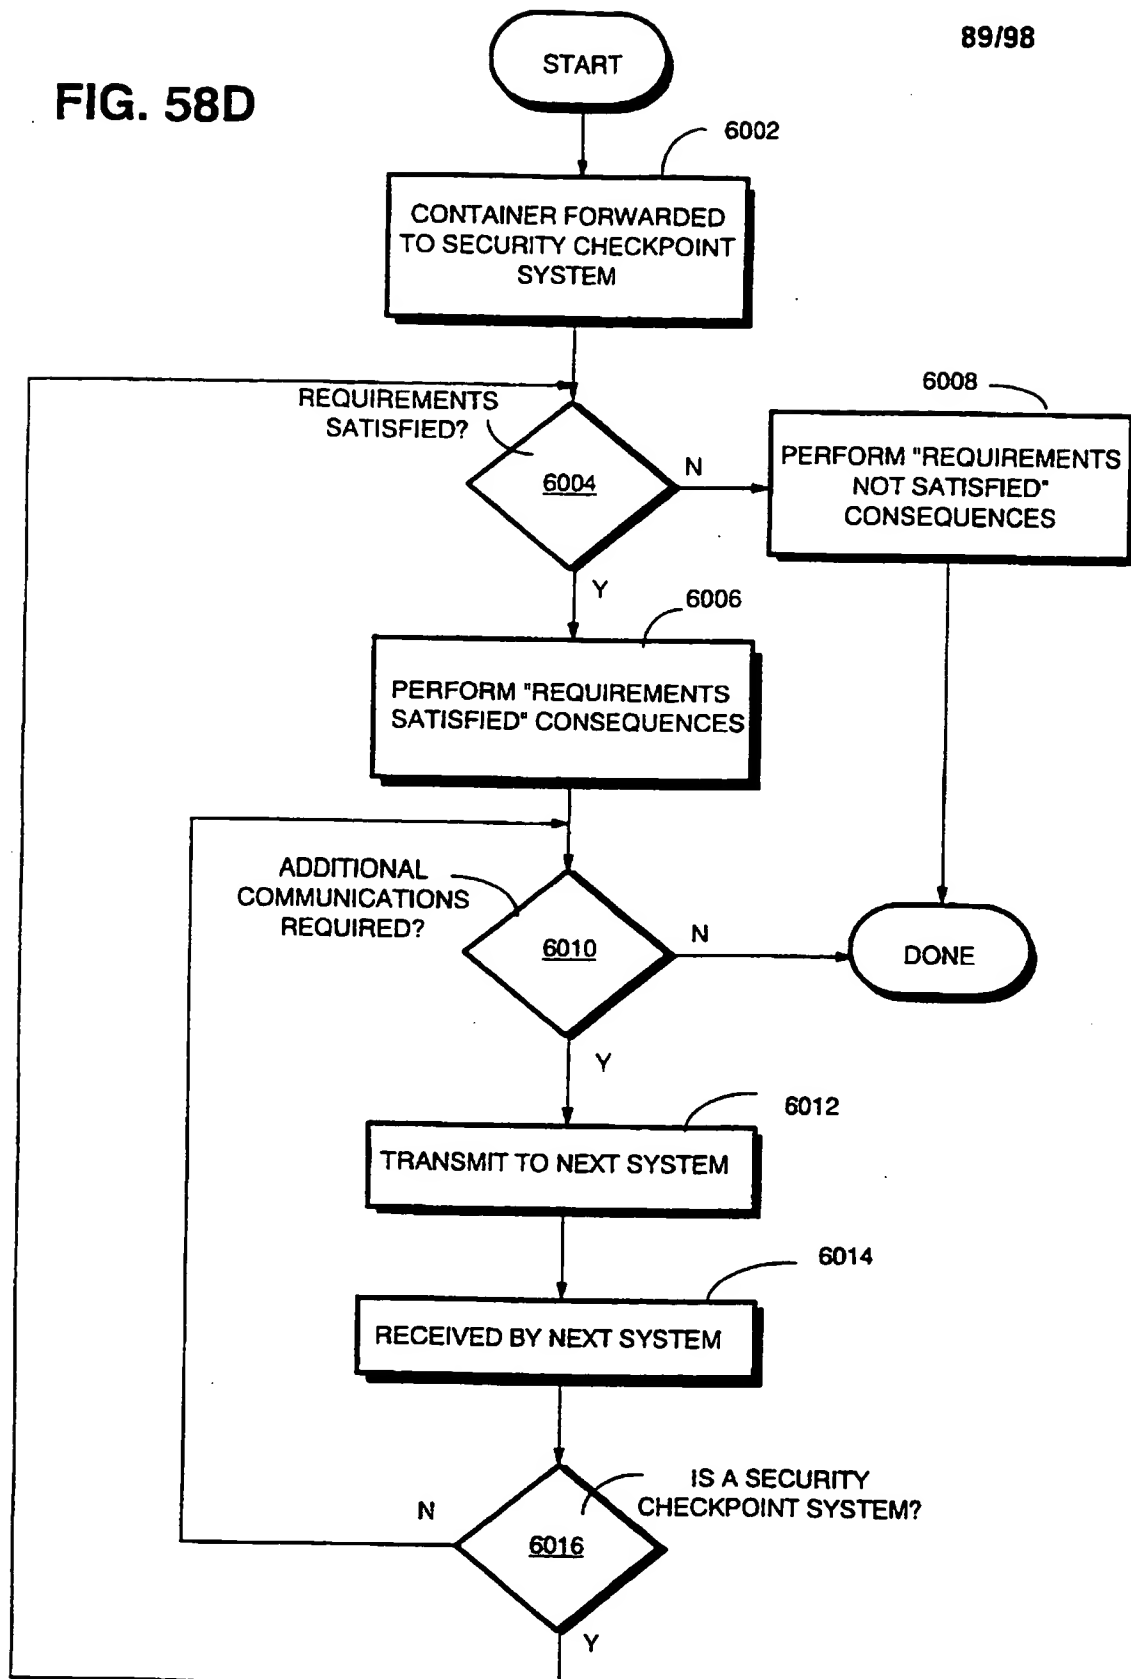 89/98
FIG. 58D
START
6002
CONTAINER FORWARDED
TO SECURITY CHECKPOINT
SYSTEM
REQUIREMENTS
SATISFIED?
6004
N
Y
6008
PERFORM "REQUIREMENTS
NOT SATISFIED"
CONSEQUENCES
6006
PERFORM "REQUIREMENTS
SATISFIED" CONSEQUENCES
ADDITIONAL
COMMUNICATIONS
REQUIRED?
6010
N
DONE
Y
6012
TRANSMIT TO NEXT SYSTEM
6014
RECEIVED BY NEXT SYSTEM
IS A SECURITY
CHECKPOINT SYSTEM?
N
6016
Y